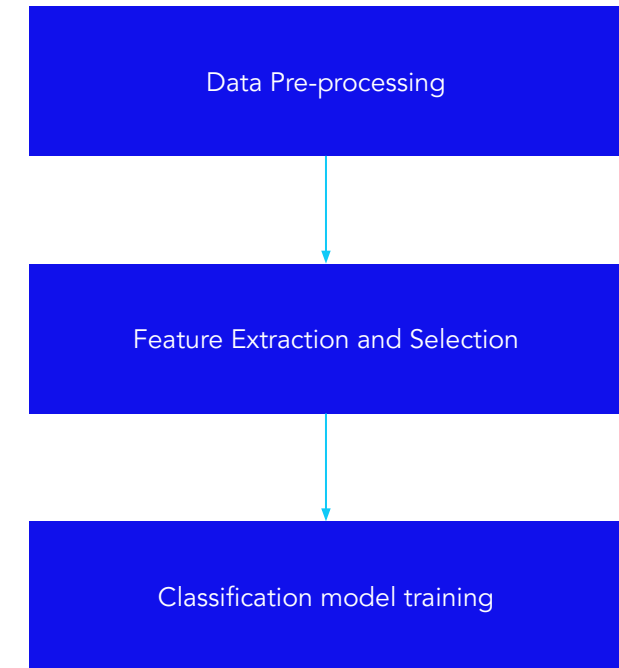 Data Pre-processing
Feature Extraction and Selection
Classification model training